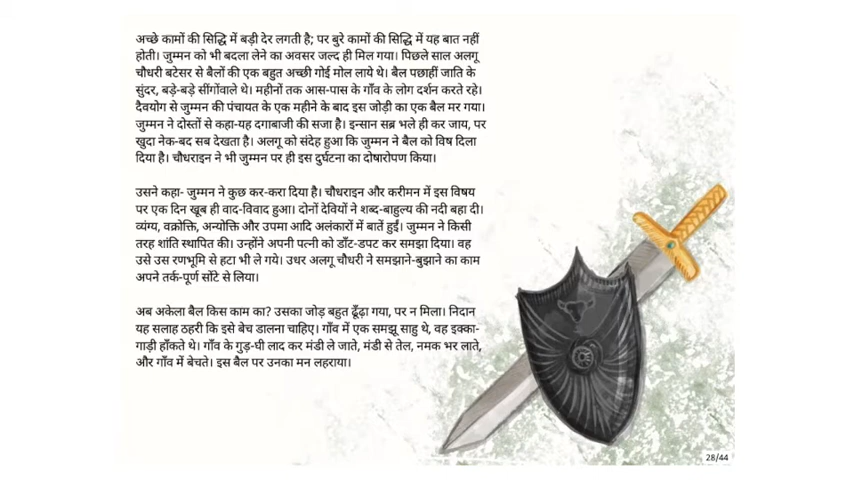 अच्छे कामों की सिद्धि में बड़ी देर लगती है; पर बुरे कामों की सिद्धि में यह बात नहीं
होती। जुम्मन को भी बदला लेने का अवसर जल्द ही मिल गया। पिछले साल अलगू
चौधरी बटेसर से बैलों की एक बहुत अच्छी गोई मोल लाये थे। बैल पछाहीं जाति के
सुंदर, बड़े-बड़े सींगोंवाले थे। महीनों तक आस-पास के गाँव के लोग दर्शन करते रहे।
दैवयोग से जुम्मन की पंचायत के एक महीने के बाद इस जोड़ी का एक बैल मर गया।
जुम्मन ने दोस्तों से कहा-यह दगाबाजी की सजा है। इन्सान सब्र भले ही कर जाय, पर
खुदा नेक-बद सब देखता है। अलगू को संदेह हुआ कि जुम्मन ने बैल को विष दिला
दिया है। चौधराइन ने भी जुम्मन पर ही इस दुर्घटना का दोषारोपण किया।
उसने कहा- जुम्मन ने कुछ कर-करा दिया है। चौधराइन और करीमन में इस विषय
पर एक दिन खूब ही वाद-विवाद हुआ। दोनों देवियों ने शब्द-बाहुल्य की नदी बहा दी।
व्यंग्य, वक्रोक्ति, अन्योक्ति और उपमा आदि अलंकारों में बातें हुईं। जुम्मन ने किसी
तरह शांति स्थापित की। उन्होंने अपनी पत्नी को डाँट-डपट कर समझा दिया। वह
उसे उस रणभूमि से हटा भी ले गये। उधर अलगू चौधरी ने समझाने-बुझाने का काम
अपने तर्क-पूर्ण सोंटे से लिया।
अब अकेला बैल किस काम का? उसका जोड़ बहुत ढूँढ़ा गया, पर न मिला। निदान
यह सलाह ठहरी कि इसे बेच डालना चाहिए। गाँव में एक समझू साहु थे, वह इक्का-
गाड़ी हाँकते थे। गाँव के गुड़-घी लाद कर मंडी ले जाते, मंडी से तेल, नमक भर लाते,
और गाँव में बेचते। इस बैल पर उनका मन लहराया।
28/44